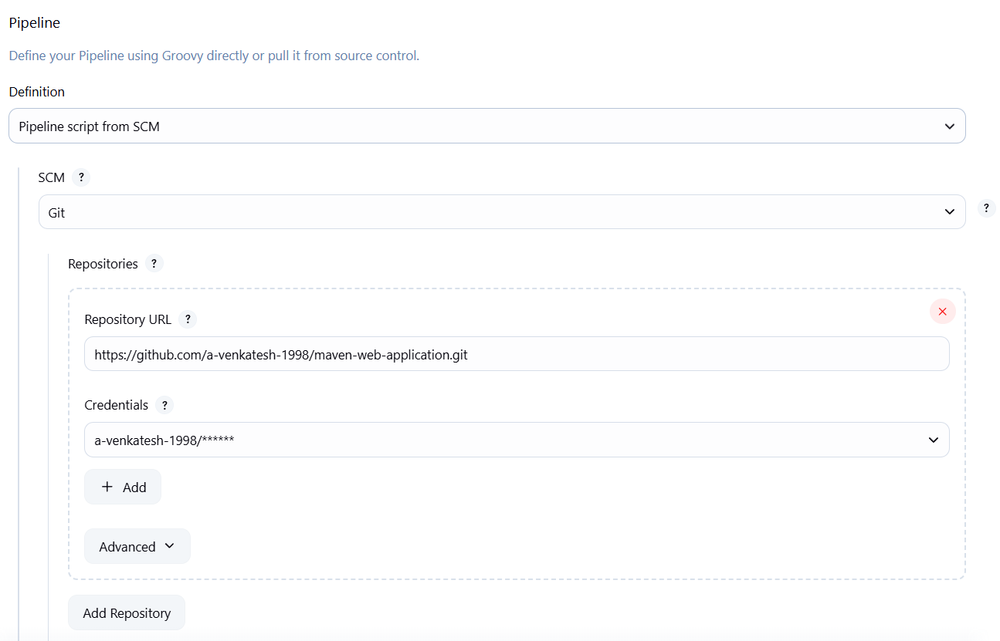 Pipeline
Define your Pipeline using Groovy directly or pull it from source control.
Definition
Pipeline script from SCM
SCM ?
Git
?
Repositories ?
Repository URL ?
https://github.com/a-venkatesh-1998/maven-web-application.git
Credentials ?
a-venkatesh-1998/******
+ Add
Advanced
Add Repository